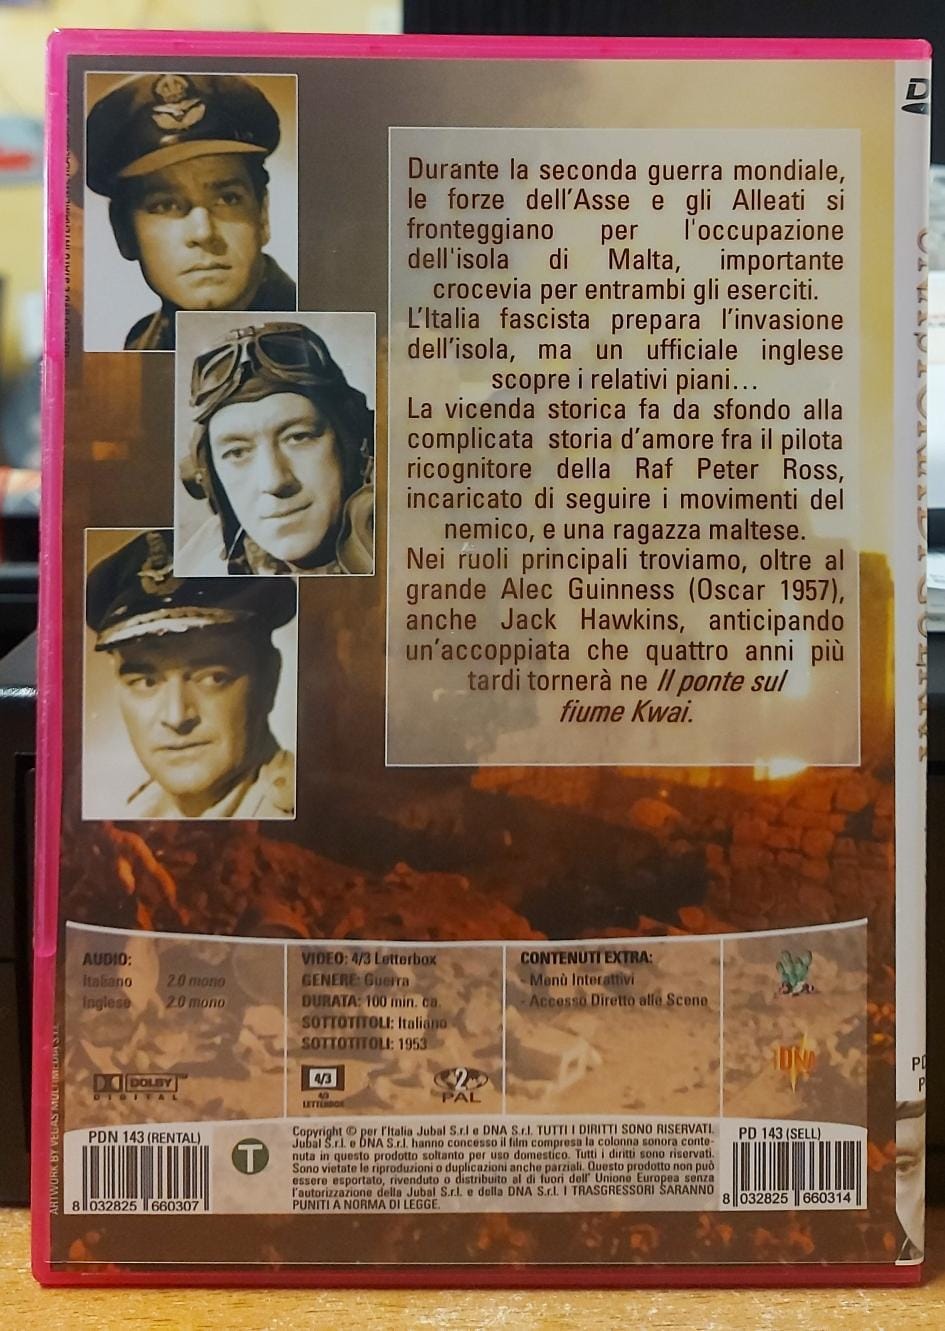 Durante la seconda guerra mondiale,
le forze dell'Asse e gli Alleati si
fronteggiano per l'occupazione
dell'isola di Malta, importante
crocevia per entrambi gli eserciti.
L'Italia fascista prepara l'invasione
dell'isola, ma un ufficiale inglese
scopre i relativi piani...
La vicenda storica fa da sfondo alla
complicata storia d'amore fra il pilota
ricognitore della Raf Peter Ross,
incaricato di seguire i movimenti del
nemico, e una ragazza maltese.
Nei ruoli principali troviamo, oltre al
grande Alec Guinness (Oscar 1957),
anche Jack Hawkins, anticipando
un'accoppiata che quattro anni più
tardi tornerà ne Il ponte sul
fiume Kwai.
AUDIO:
Italiano 2.0 mono
Inglese 2.0 mono
DOLBY
DIGITAL
VIDEO: 4/3 Letterbox
GENERE: Guerra
DURATA: 100 min. ca.
SOTTOTITOLI: Italiano
SOTTOTITOLI: 1953
4/3
4/3
LETTERBOX
2
PAL
CONTENUTI EXTRA:
- Menù Interattivi
- Accesso Diretto alle Scene
DNA
ARTWORK BY VEGAS MULTIMEDIA S.r.l.
PDN 143 (RENTAL)
8 032825 660307
T
Copyright © per l'Italia Jubal S.r.l e DNA S.r.l. TUTTI I DIRITTI SONO RISERVATI.
Jubal S.r.l. e DNA S.r.l. hanno concesso il film compresa la colonna sonora conte-
nuta in questo prodotto soltanto per uso domestico. Tutti i diritti sono riservati.
Sono vietate le riproduzioni o duplicazioni anche parziali. Questo prodotto non può
essere esportato, rivenduto o distribuito al di fuori dell' Unione Europea senza
l'autorizzazione della Jubal S.r.l. e della DNA S.r.l. I TRASGRESSORI SARANNO
PUNITI A NORMA DI LEGGE.
PD 143 (SELL)
8 032825 660314